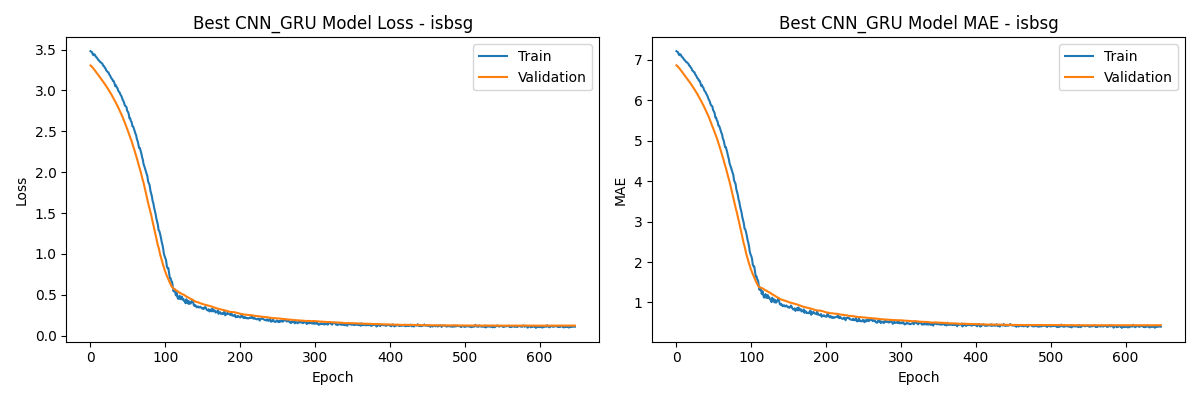 Best CNN_GRU Model Loss - isbsg
Train
Validation
3.5
3.0
2.5
2.0
1.5
1.0
0.5
0.0
Loss
0 100 200 300 400 500 600
Epoch
Best CNN_GRU Model MAE - isbsg
Train
Validation
7
6
5
4
3
2
1
MAE
0 100 200 300 400 500 600
Epoch